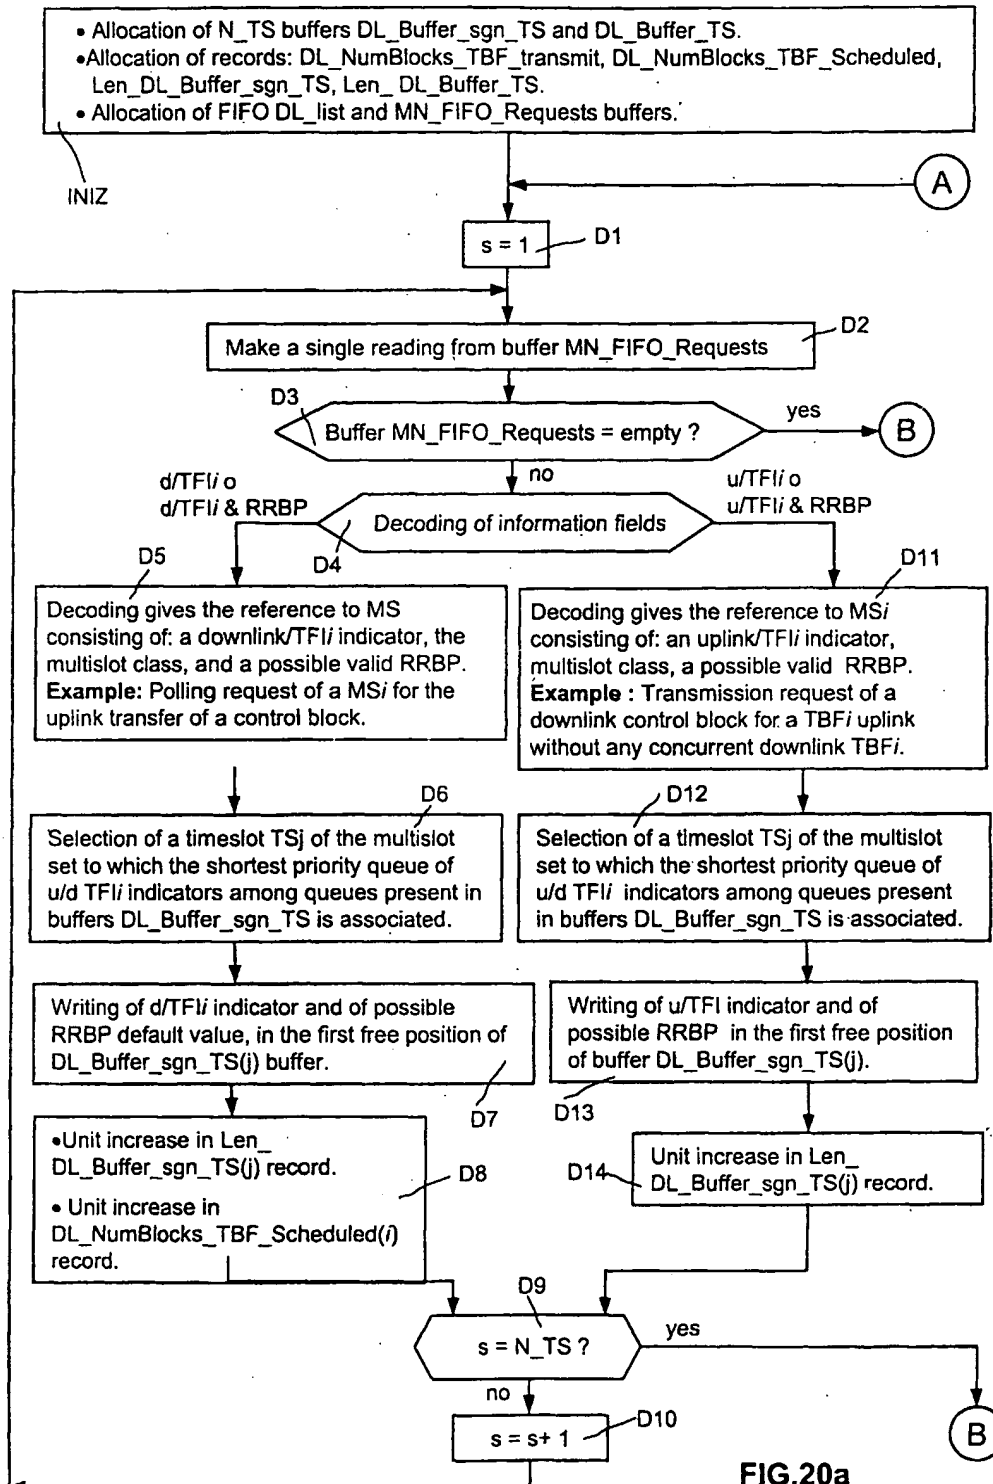 • Allocation of N_TS buffers DL_Buffer_sgn_TS and DL_Buffer_TS.
•Allocation of records: DL_NumBlocks_TBF_transmit, DL_NumBlocks_TBF_Scheduled,
Len_DL_Buffer_sgn_TS, Len_ DL_Buffer_TS.
• Allocation of FIFO DL_list and MN_FIFO_Requests buffers.
INIZ
A
s = 1
D1
D2
Make a single reading from buffer MN_FIFO_Requests
D3
Buffer MN_FIFO_Requests = empty ?
yes
B
no
d/TFIi o
d/TFIi & RRBP
u/TFIi o
u/TFIi & RRBP
Decoding of information fields
D4
D5
Decoding gives the reference to MS
consisting of: a downlink/TFIi indicator, the
multislot class, and a possible valid RRBP.
Example: Polling request of a MSi for the
uplink transfer of a control block.
D11
Decoding gives the reference to MSi
consisting of: an uplink/TFIi indicator,
multislot class, a possible valid RRBP.
Example : Transmission request of a
downlink control block for a TBFi uplink
without any concurrent downlink TBFi.
D6
Selection of a timeslot TSj of the multislot
set to which the shortest priority queue of
u/d TFIi indicators among queues present in
buffers DL_Buffer_sgn_TS is associated.
D12
Selection of a timeslot TSj of the multislot
set to which the shortest priority queue of
u/d TFIi indicators among queues present
in buffers DL_Buffer_sgn_TS is associated.
Writing of d/TFIi indicator and of possible
RRBP default value, in the first free position of
DL_Buffer_sgn_TS(j) buffer.
D7
Writing of u/TFI indicator and of
possible RRBP in the first free position
of buffer DL_Buffer_sgn_TS(j).
D13
•Unit increase in Len_
DL_Buffer_sgn_TS(j) record.
• Unit increase in
DL_NumBlocks_TBF_Scheduled(i)
record.
D8
D14
Unit increase in Len_
DL_Buffer_sgn_TS(j) record.
D9
s = N_TS ?
yes
no
D10
s = s+ 1
B
FIG.20a